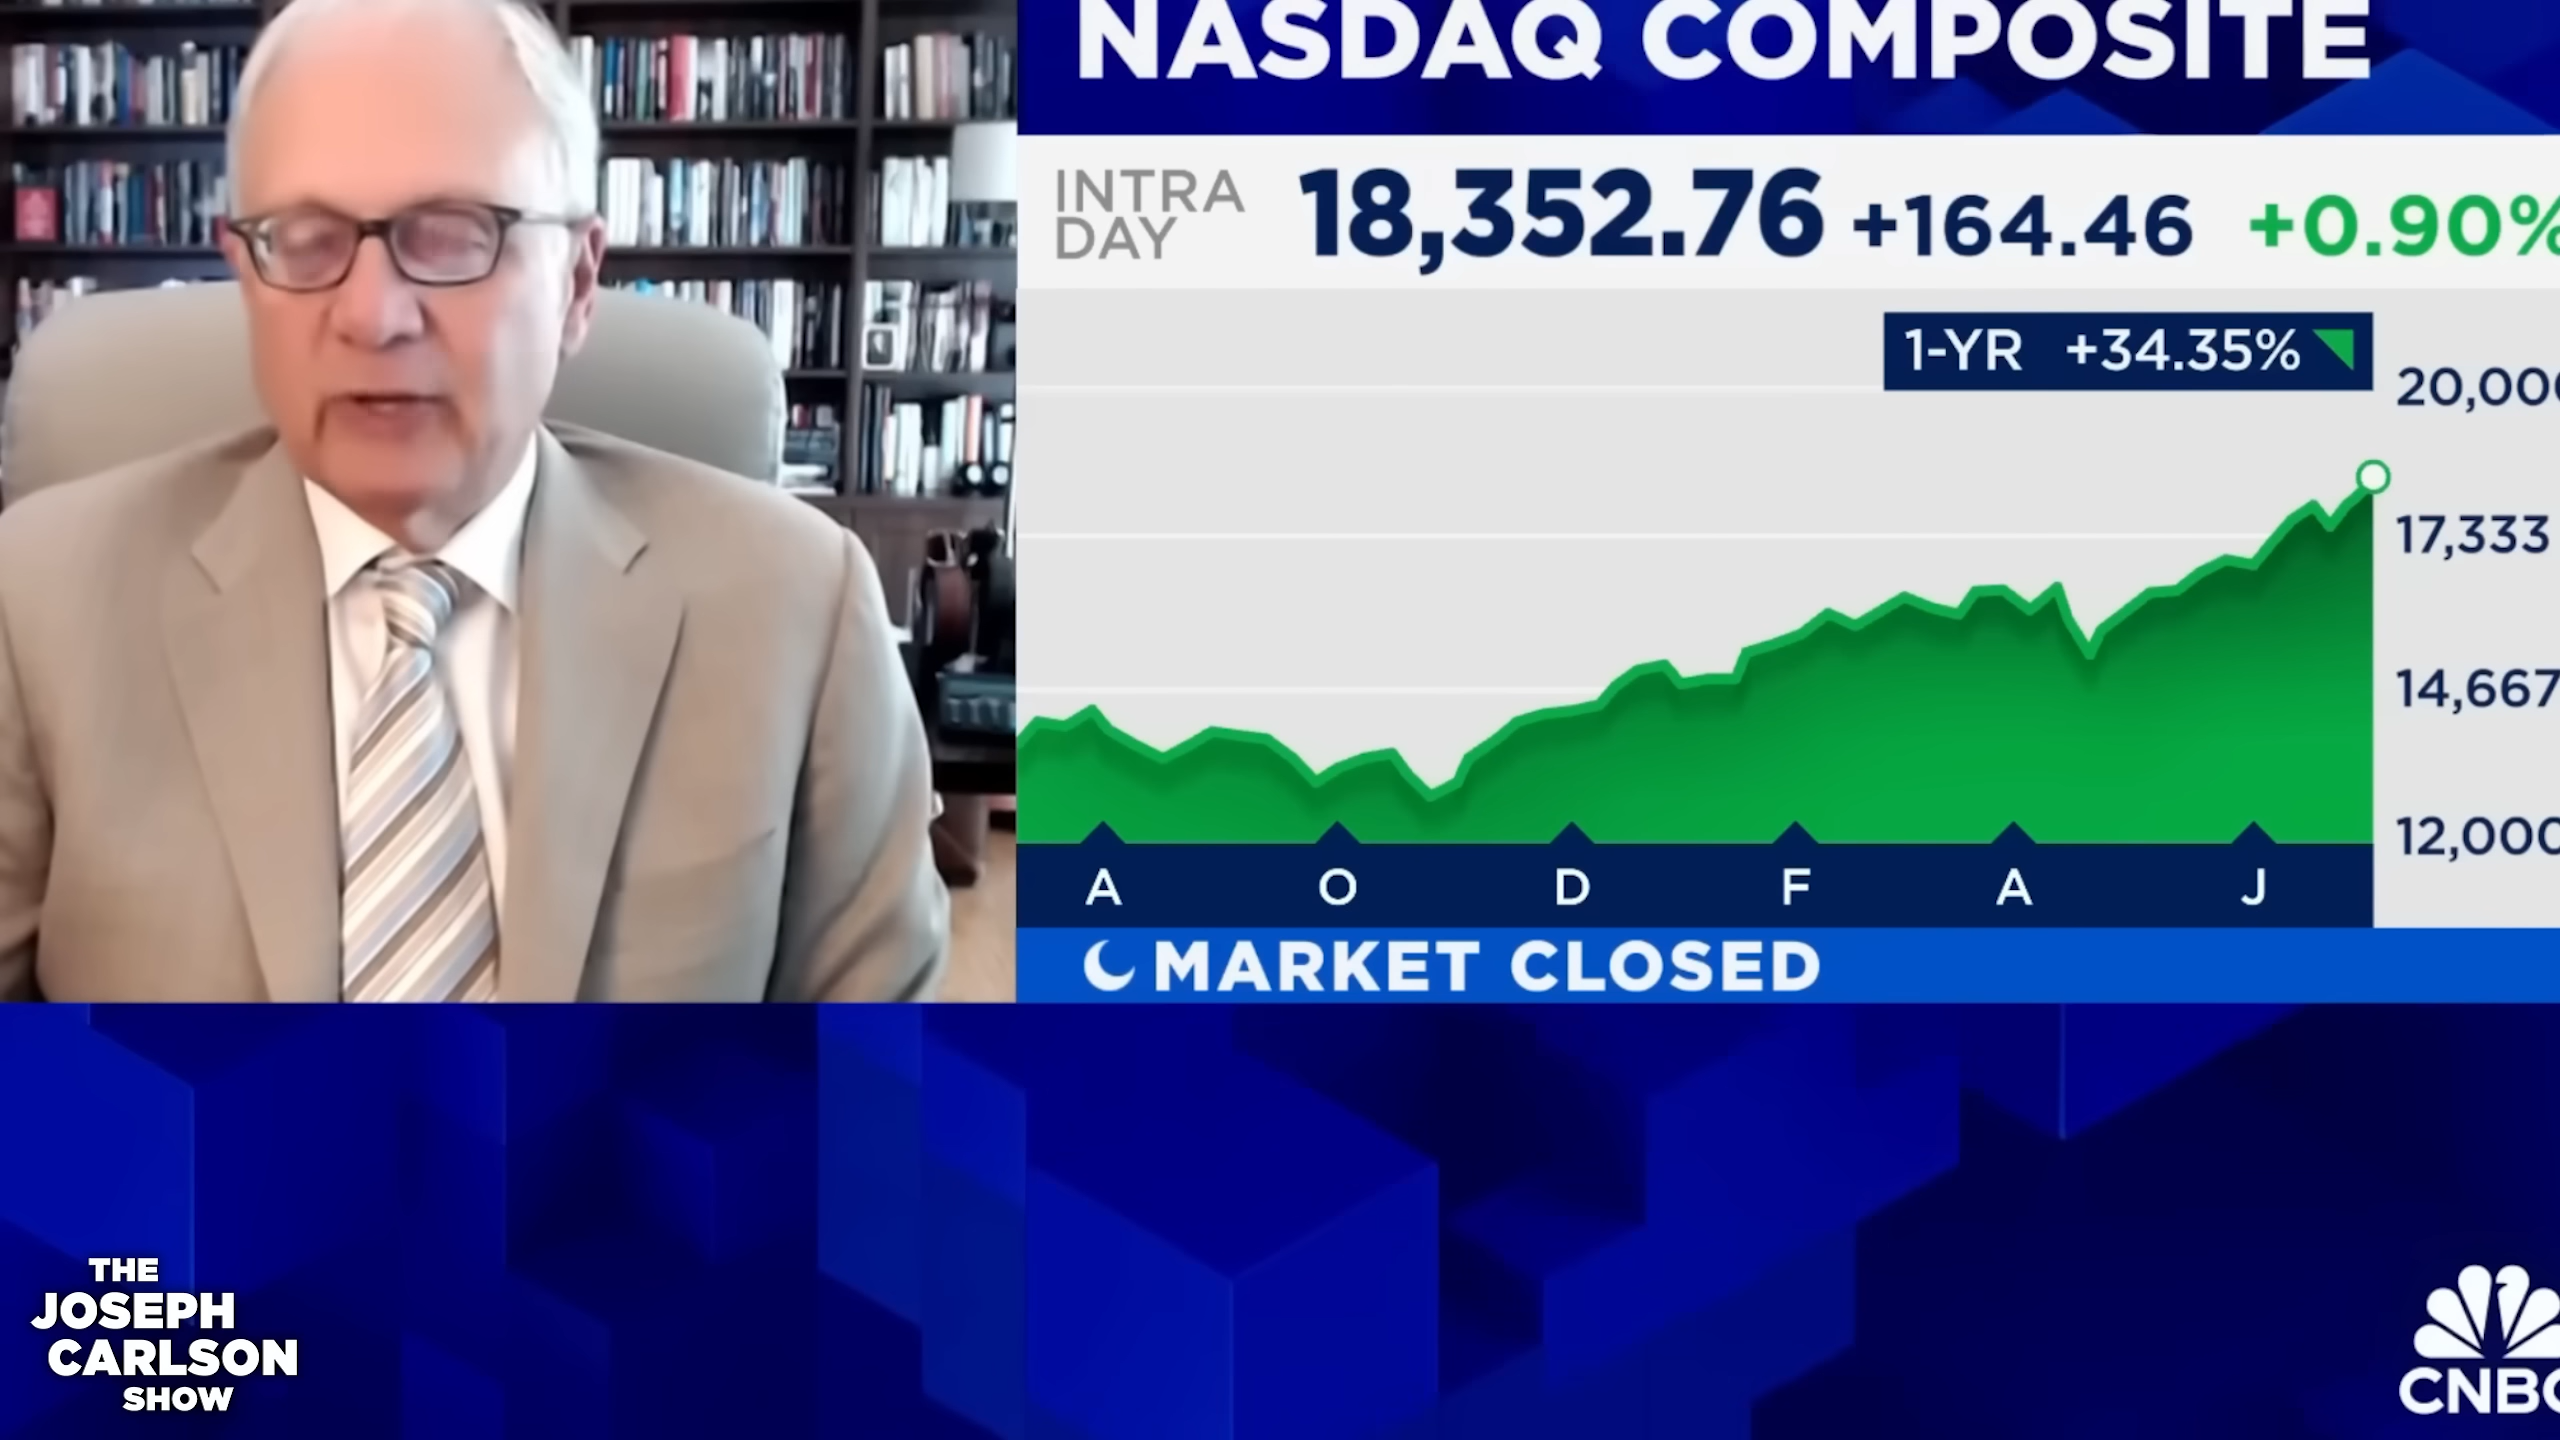 NASDAQ COMPOSITE
INTRA
DAY
18,352.76 +164.46 +0.90%
1-YR +34.35%
20,000
17,333
14,667
12,000
A O D F A J
MARKET CLOSED
THE
JOSEPH
CARLSON
SHOW
CNBC